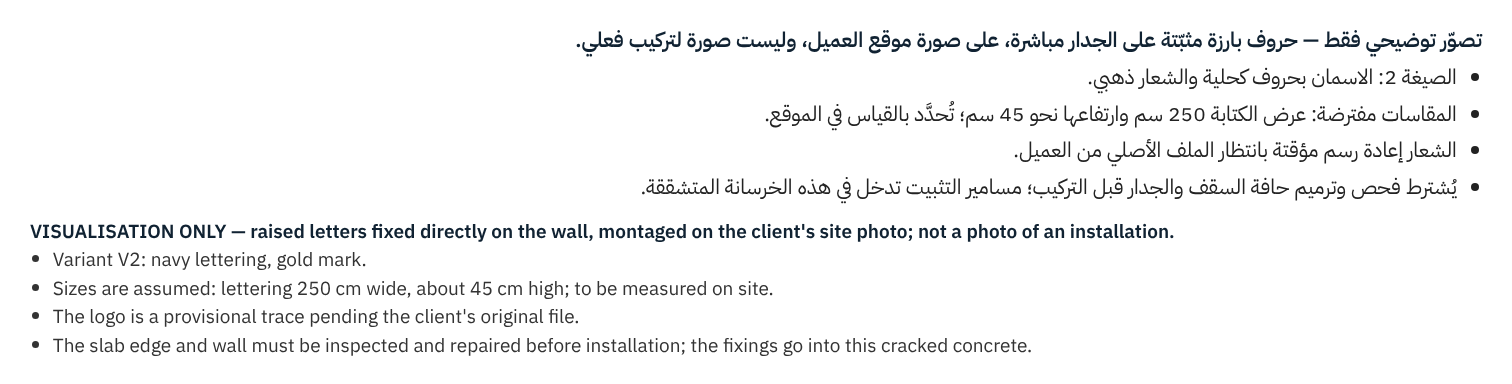 تصوّر توضيحي فقط — حروف بارزة مثبّتة على الجدار مباشرة، على صورة موقع العميل، وليست صورة لتركيب فعلي.
• الصيغة 2: الاسمان بحروف كحلية والشعار ذهبي.
• المقاسات مفترضة: عرض الكتابة 250 سم وارتفاعها نحو 45 سم؛ تُحدَّد بالقياس في الموقع.
• الشعار إعادة رسم مؤقتة بانتظار الملف الأصلي من العميل.
• يُشترط فحص وترميم حافة السقف والجدار قبل التركيب؛ مسامير التثبيت تدخل في هذه الخرسانة المتشققة.
VISUALISATION ONLY — raised letters fixed directly on the wall, montaged on the client's site photo; not a photo of an installation.
• Variant V2: navy lettering, gold mark.
• Sizes are assumed: lettering 250 cm wide, about 45 cm high; to be measured on site.
• The logo is a provisional trace pending the client's original file.
• The slab edge and wall must be inspected and repaired before installation; the fixings go into this cracked concrete.